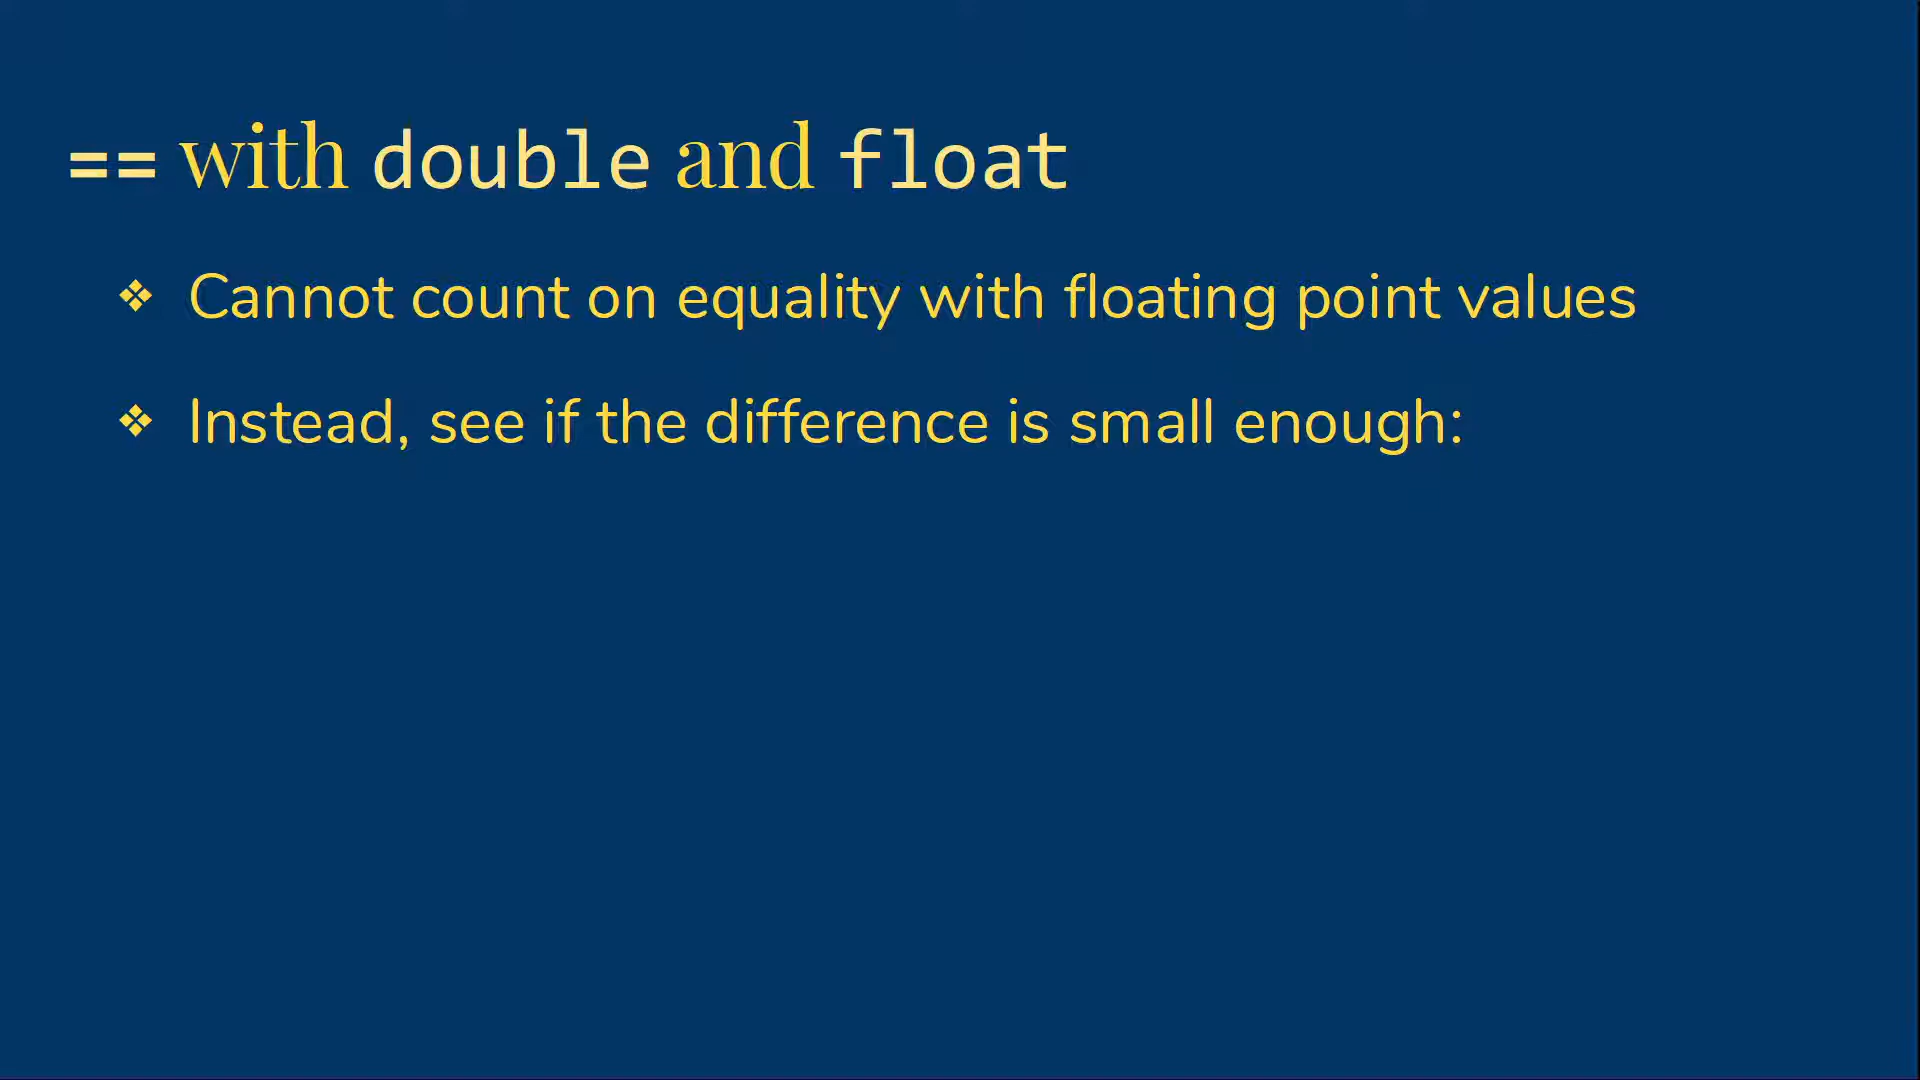 == with double and float
❖ Cannot count on equality with floating point values
❖ Instead, see if the difference is small enough: